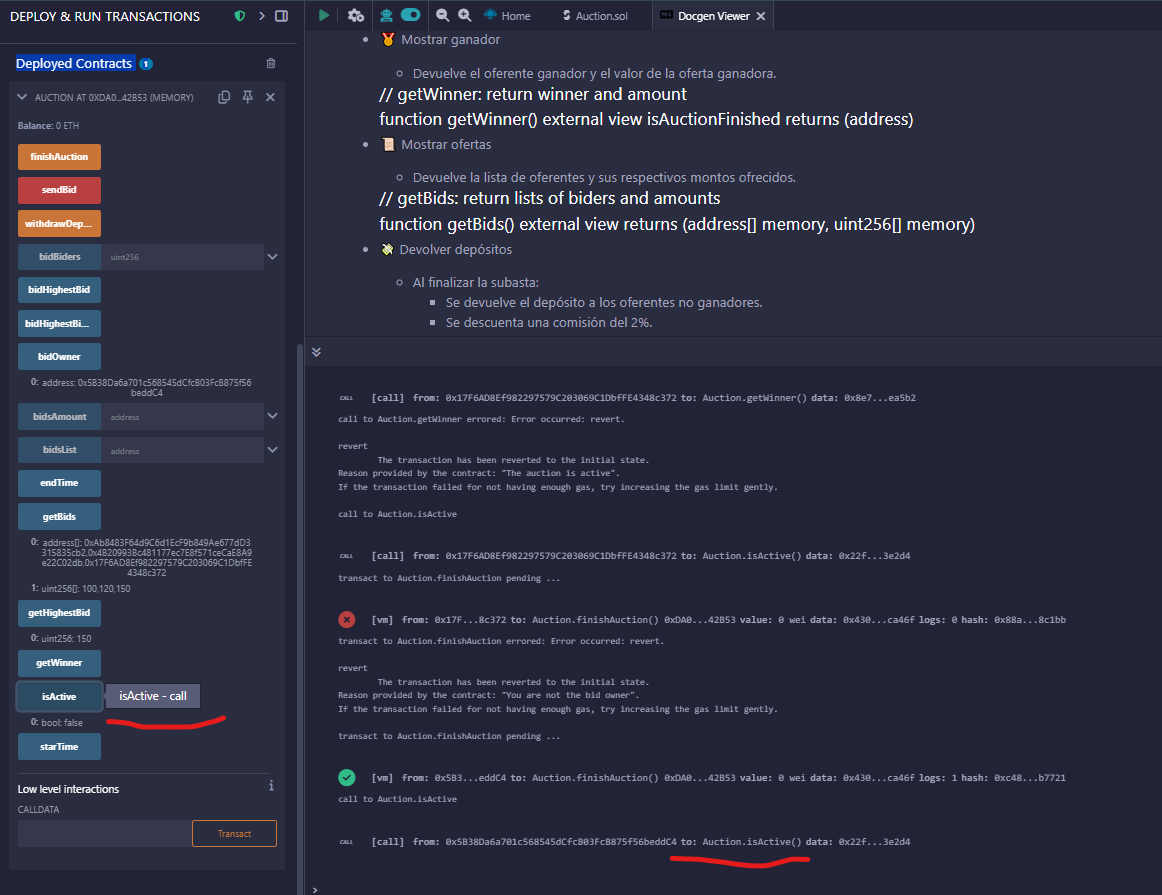 DEPLOY & RUN TRANSACTIONS
Deployed Contracts 1
AUCTION AT 0XDA0...42B53 (MEMORY)
Balance: 0 ETH
finishAuction
sendBid
withdrawDep...
bidBiders uint256
bidHighestBid
bidHighestBi...
bidOwner
0: address: 0x5B38Da6a701c568545dCfcB03FcB875f56
beddC4
bidsAmount address
bidsList address
endTime
getBids
0: address[]: 0xAb8483F64d9C6d1EcF9b849Ae677dD3
315835cb2,0x4B20993Bc481177ec7E8f571ceCaE8A9
e22C02db,0x17F6AD8Ef982297579C203069C1DbfFE
4348c372
1: uint256[]: 100,120,150
getHighestBid
0: uint256: 150
getWinner
isActive
isActive - call
0: bool: false
starTime
Low level interactions
i
CALLDATA
Transact
Home
Auction.sol
Docgen Viewer
Mostrar ganador
Devuelve el oferente ganador y el valor de la oferta ganadora.
// getWinner: return winner and amount
function getWinner() external view isAuctionFinished returns (address)
Mostrar ofertas
Devuelve la lista de oferentes y sus respectivos montos ofrecidos.
// getBids: return lists of biders and amounts
function getBids() external view returns (address[] memory, uint256[] memory)
Devolver depósitos
Al finalizar la subasta:
Se devuelve el depósito a los oferentes no ganadores.
Se descuenta una comisión del 2%.
CALL [call] from: 0x17F6AD8Ef982297579C203069C1DbfFE4348c372 to: Auction.getWinner() data: 0x8e7...ea5b2
call to Auction.getWinner errored: Error occurred: revert.
revert
The transaction has been reverted to the initial state.
Reason provided by the contract: "The auction is active".
If the transaction failed for not having enough gas, try increasing the gas limit gently.
call to Auction.isActive
CALL [call] from: 0x17F6AD8Ef982297579C203069C1DbfFE4348c372 to: Auction.isActive() data: 0x22f...3e2d4
transact to Auction.finishAuction pending ...
[vm] from: 0x17F...8c372 to: Auction.finishAuction() 0xDA0...42B53 value: 0 wei data: 0x430...ca46f logs: 0 hash: 0x88a...8c1bb
transact to Auction.finishAuction errored: Error occurred: revert.
revert
The transaction has been reverted to the initial state.
Reason provided by the contract: "You are not the bid owner".
If the transaction failed for not having enough gas, try increasing the gas limit gently.
transact to Auction.finishAuction pending ...
[vm] from: 0x5B3...eddC4 to: Auction.finishAuction() 0xDA0...42B53 value: 0 wei data: 0x430...ca46f logs: 1 hash: 0xc48...b7721
call to Auction.isActive
CALL [call] from: 0x5B38Da6a701c568545dCfcB03FcB875f56beddC4 to: Auction.isActive() data: 0x22f...3e2d4
>